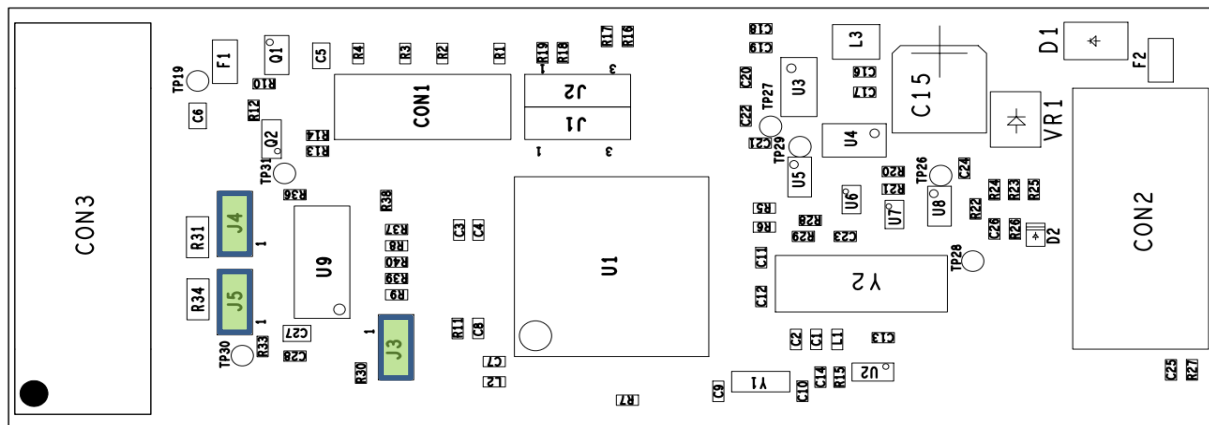 CON3
TP19
F1
Q1
R10
C5
R4
R3
R2
R1
R19
R18
R17
R16
C6
R12
Q2
TP31
R14
R13
CON1
1
3
J2
J1
1
3
C18
C19
C20
TP27
C22
C21
TP29
U3
L3
C16
C17
C15
D1
F2
VR1
U4
U5
R36
R38
R31
J4
1
R34
J5
1
TP30
R33
C27
C28
U9
R37
R8
R40
R39
R9
C3
C4
R11
C8
1
J3
R30
C7
L2
U1
R7
R5
R6
R28
R29
C23
U6
R20
R21
U7
TP26
U8
C24
R22
R24
R23
R25
C26
R26
D2
TP28
CON2
C11
C12
Y2
C2
C1
L1
C13
C9
Y1
C10
C14
R15
U2
C25
R27